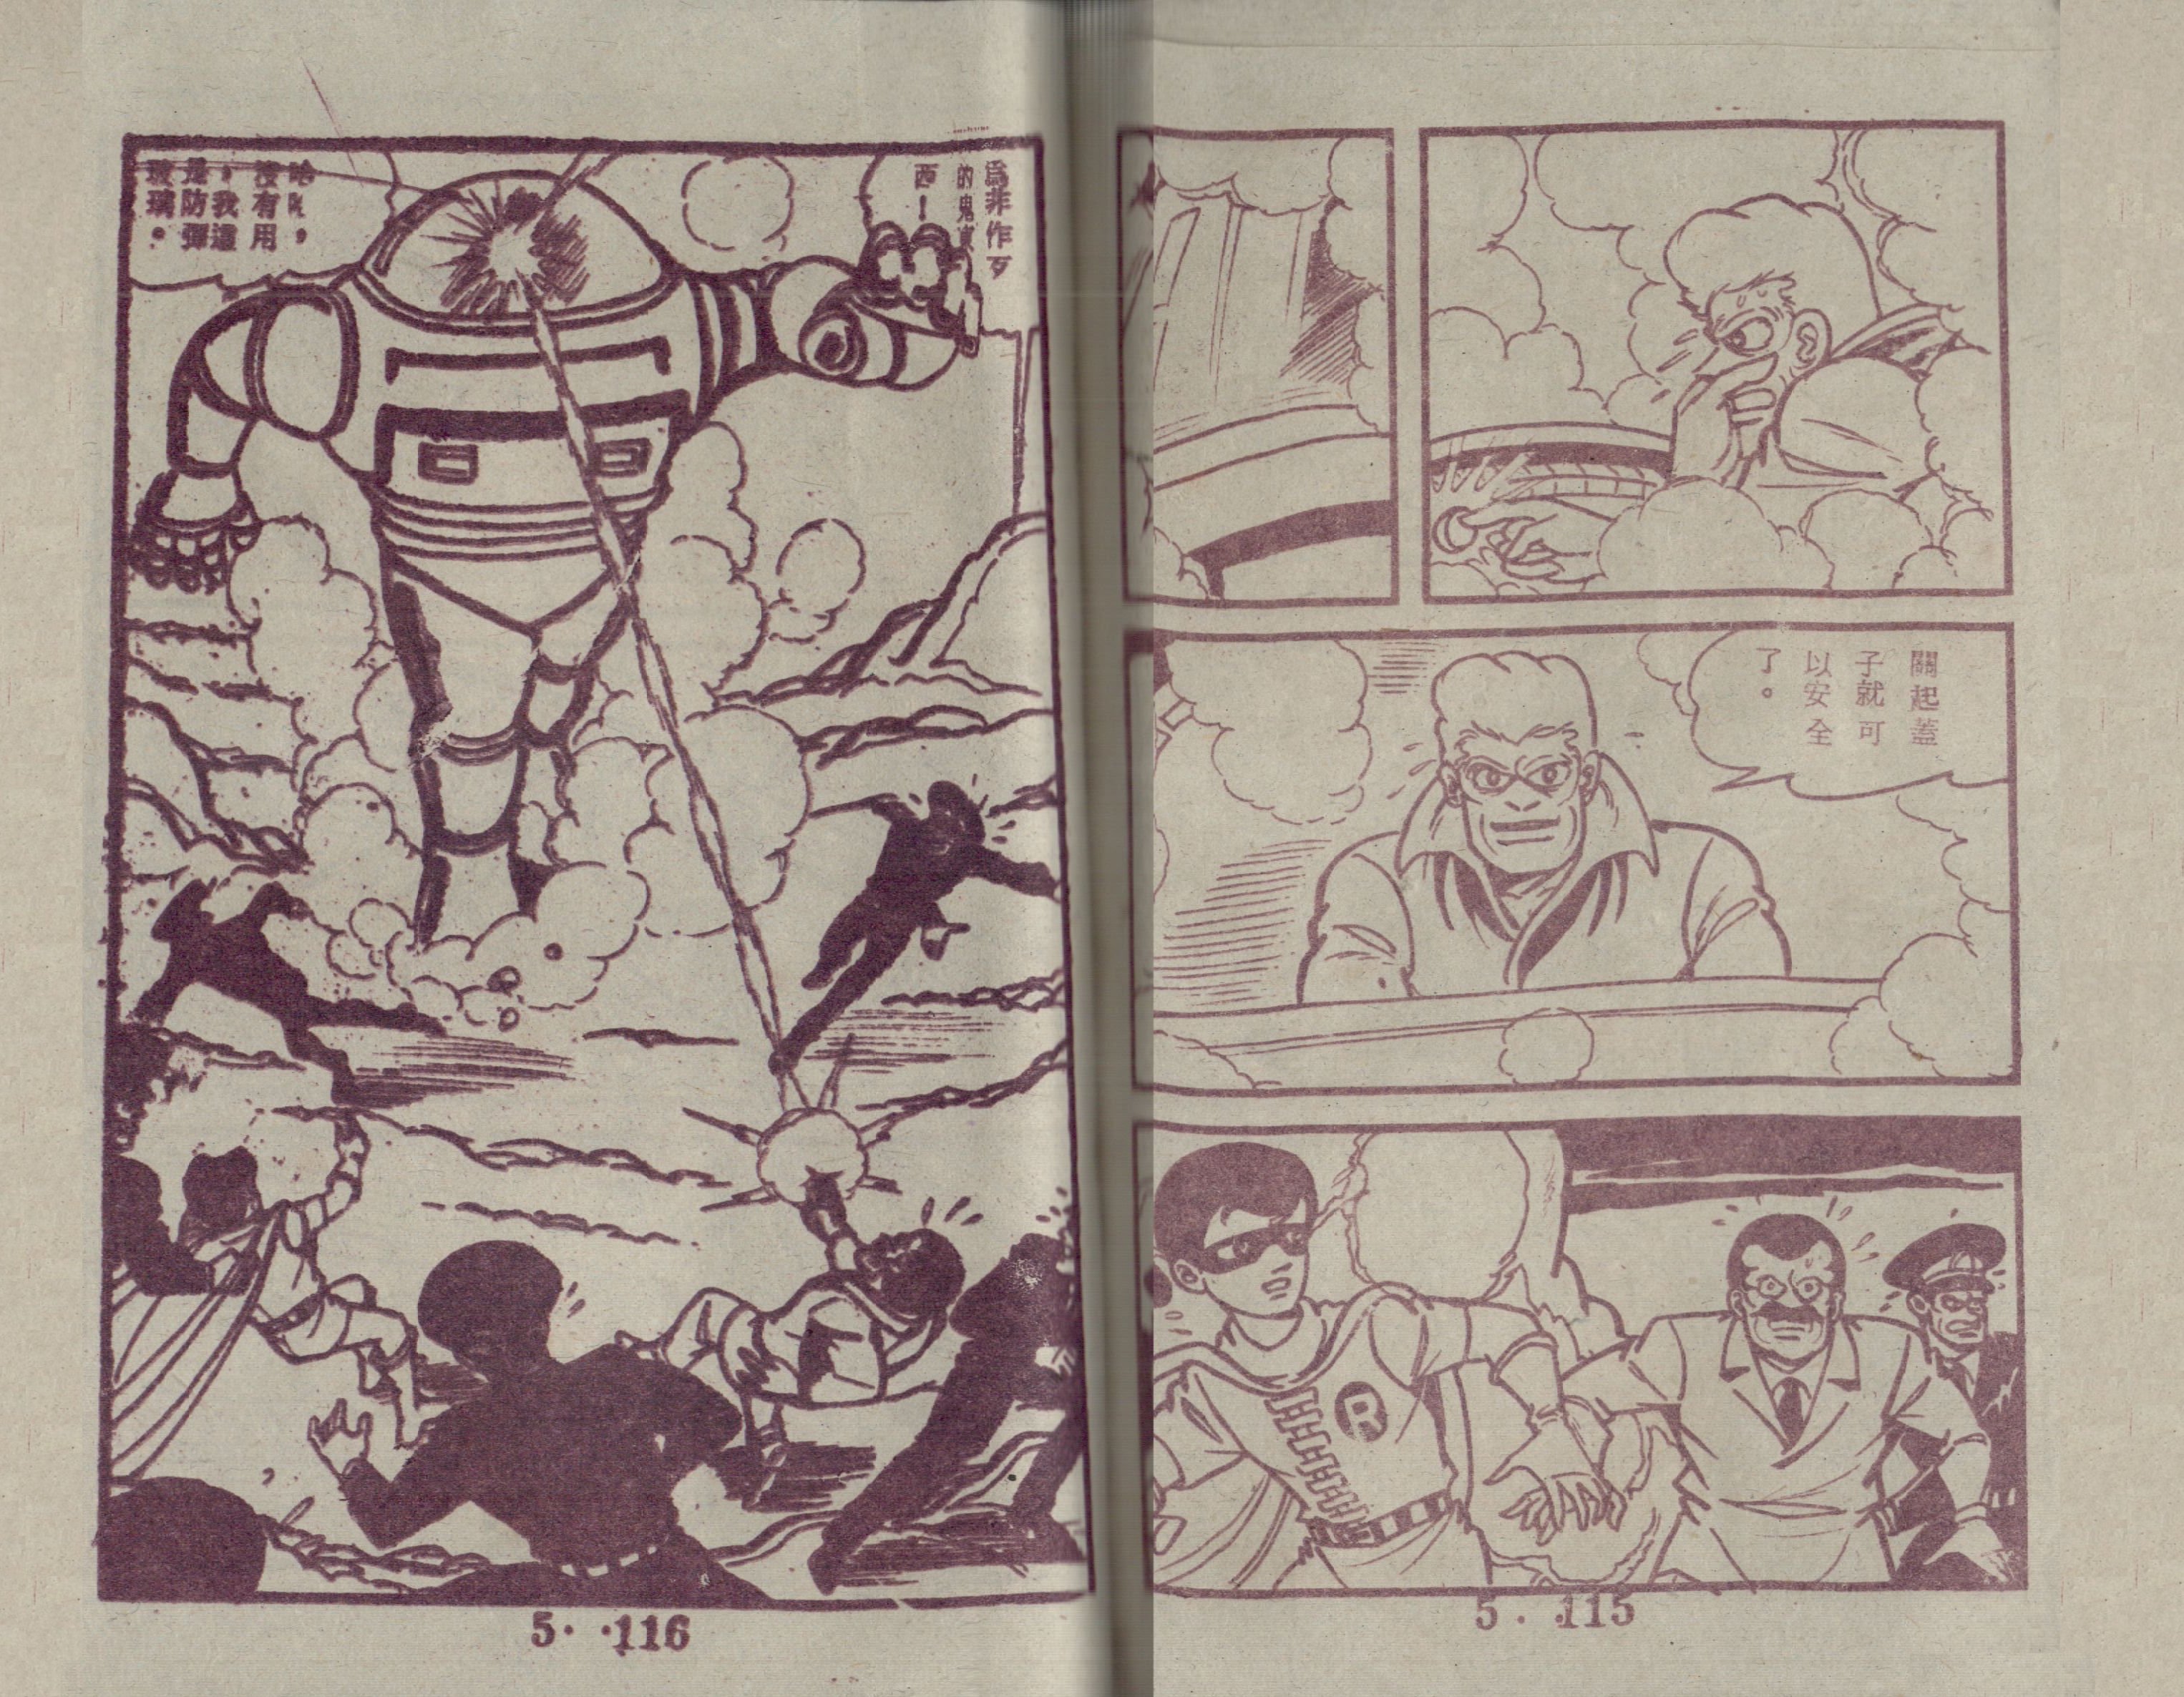 關起蓋
子就可
以安全
了。
R
5. .115
爲非作歹
的鬼東
西！
哈哈，
沒有用
，我這
是防彈
玻璃。
5. .116